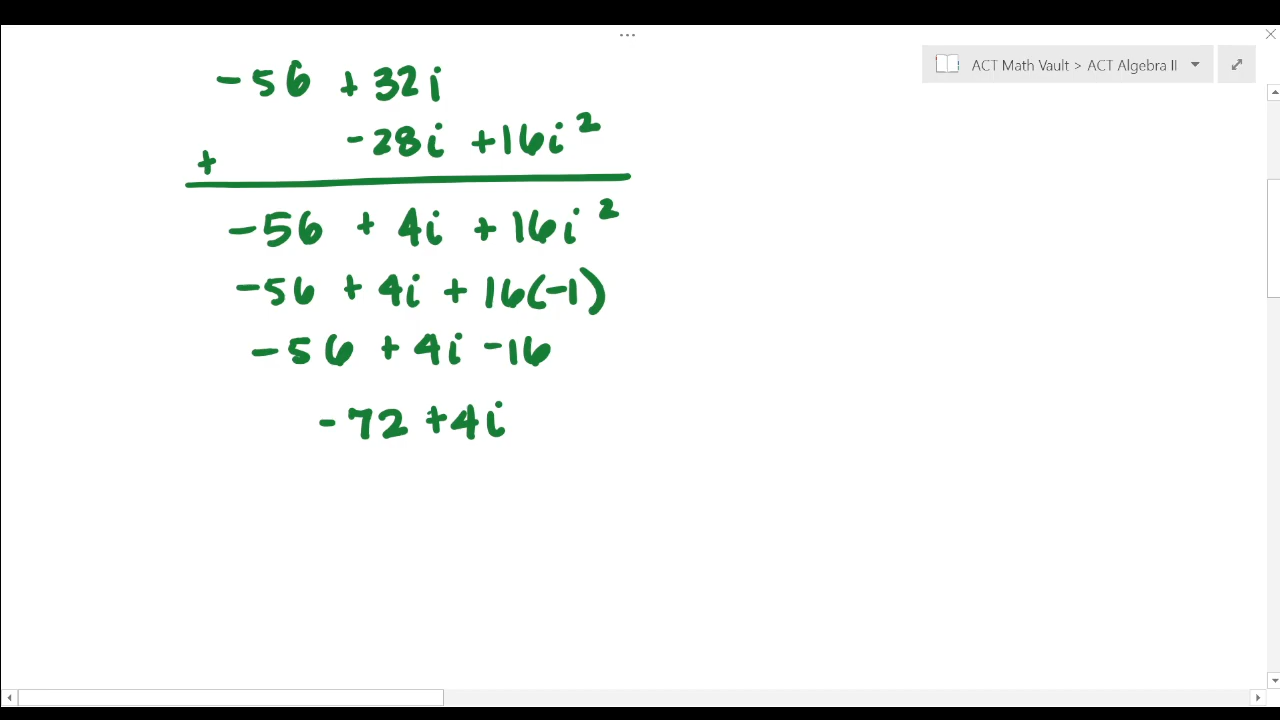 ...
ACT Math Vault > ACT Algebra II
-56 + 32i
+ -28i +16i²
-56 + 4i + 16i²
-56 + 4i + 16(-1)
-56 + 4i -16
-72 +4i